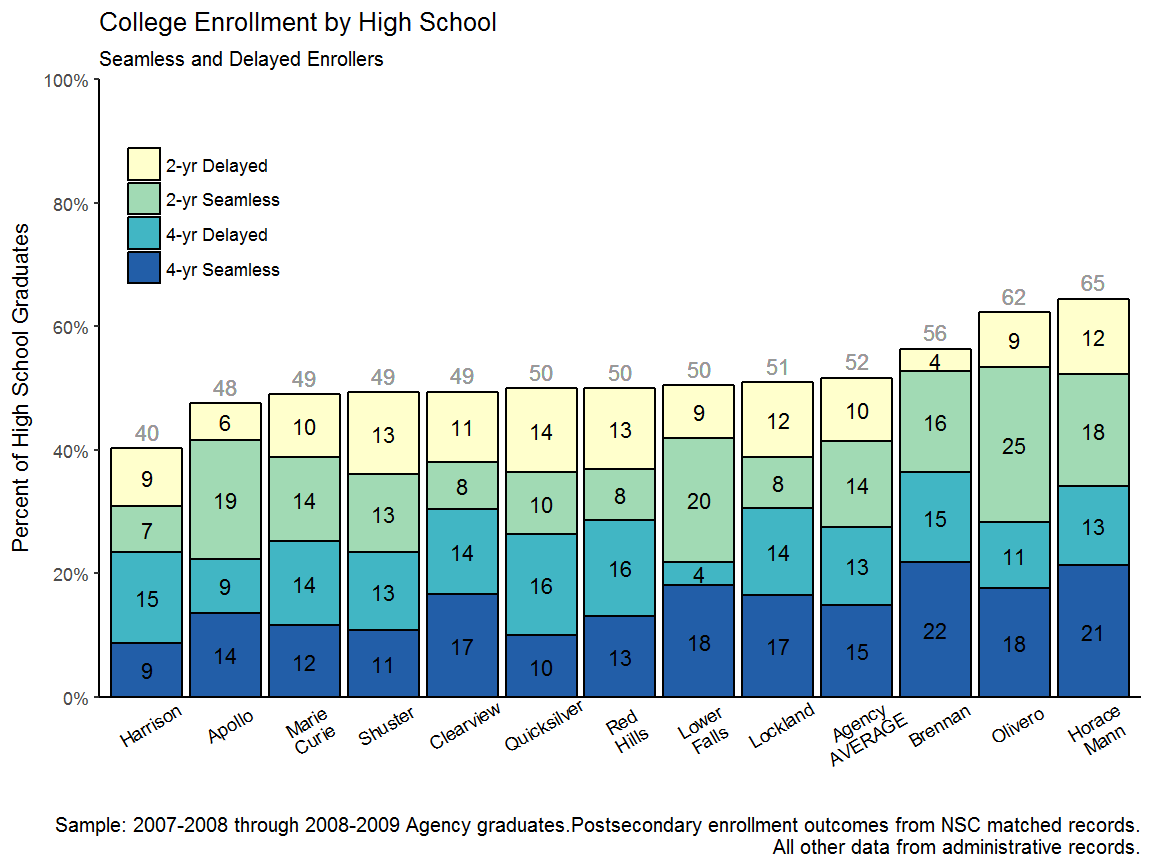 College Enrollment by High School
Seamless and Delayed Enrollers
Percent of High School Graduates
100%
80%
60%
40%
20%
0%
2-yr Delayed
2-yr Seamless
4-yr Delayed
4-yr Seamless
40
9
7
15
9
48
6
19
9
14
49
10
14
14
12
49
13
13
13
11
49
11
8
14
17
50
14
10
16
10
50
13
8
16
13
50
9
20
4
18
51
12
8
14
17
52
10
14
13
15
56
4
16
15
22
62
9
25
11
18
65
12
18
13
21
Harrison
Apollo
Marie
Curie
Shuster
Clearview
Quicksilver
Red
Hills
Lower
Falls
Lockland
Agency
AVERAGE
Brennan
Olivero
Horace
Mann
Sample: 2007-2008 through 2008-2009 Agency graduates.Postsecondary enrollment outcomes from NSC matched records.
All other data from administrative records.